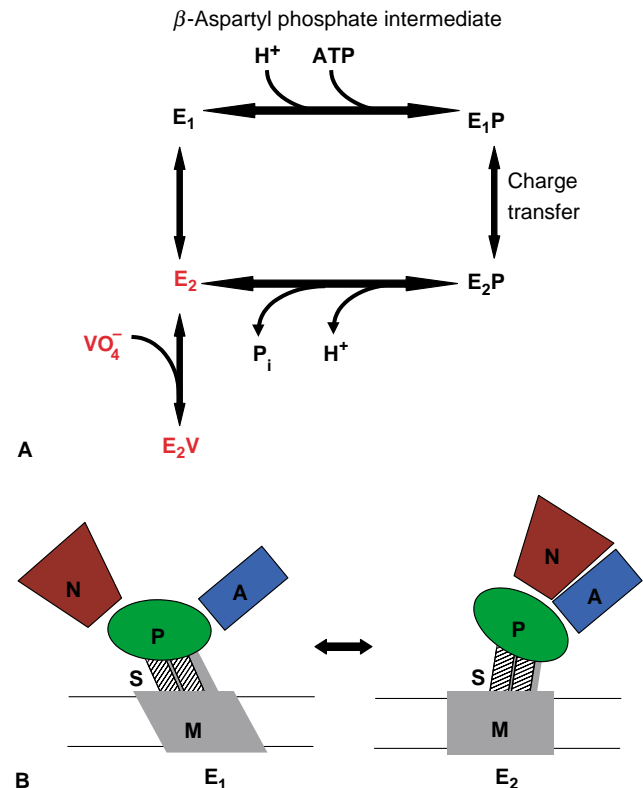 β-Aspartyl phosphate intermediate
H⁺ ATP
E₁ E₁P
Charge
transfer
E₂ E₂P
VO₄⁻
Pᵢ H⁺
E₂V
A
N A N A
P P
S S
M M
B E₁ E₂